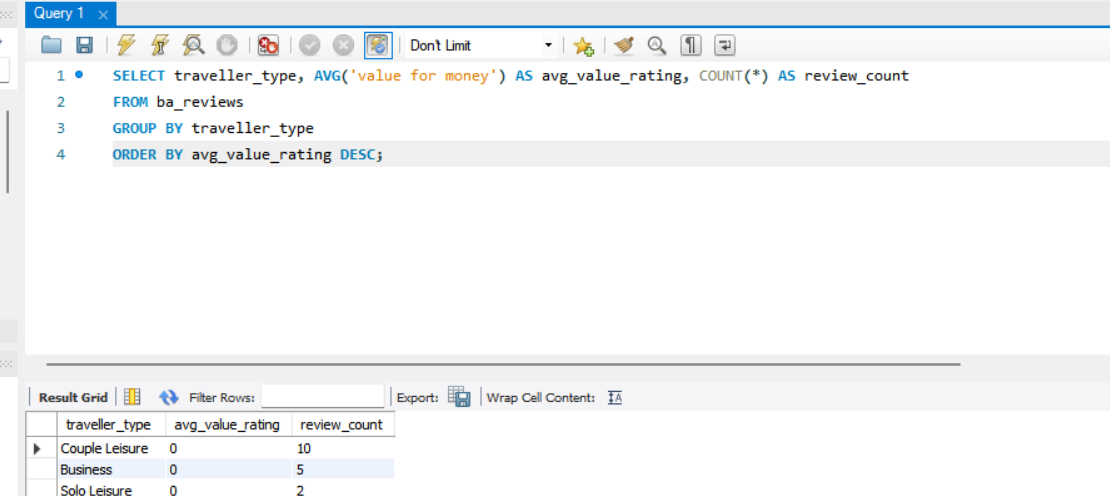 Query 1
Don't Limit
1 SELECT traveller_type, AVG('value for money') AS avg_value_rating, COUNT(*) AS review_count
2 FROM ba_reviews
3 GROUP BY traveller_type
4 ORDER BY avg_value_rating DESC;
Result Grid Filter Rows: Export: Wrap Cell Content: IA
traveller_type avg_value_rating review_count
Couple Leisure 0 10
Business 0 5
Solo Leisure 0 2